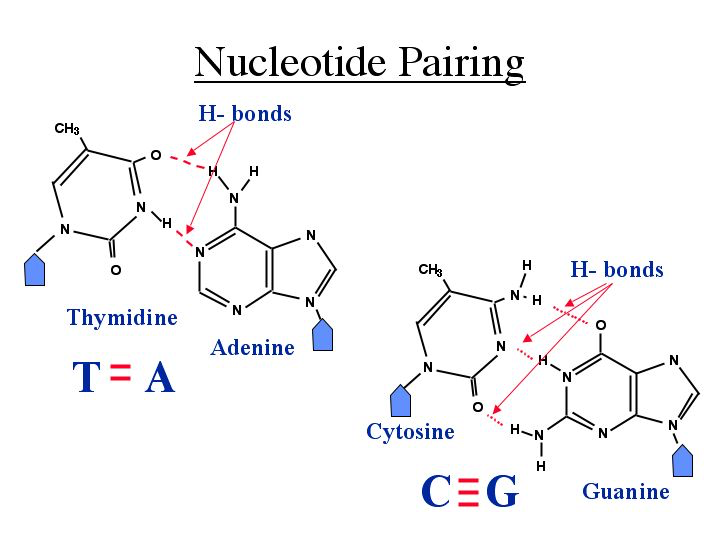 Nucleotide Pairing
H- bonds
CH3
O
H H
N
N
H
N
N
N
O
N
N
Thymidine
Adenine
T = A
H- bonds
H
CH3
N H
O
N
H
N
N
N
O
H
N
N
N
H
Cytosine
Guanine
C ≡ G